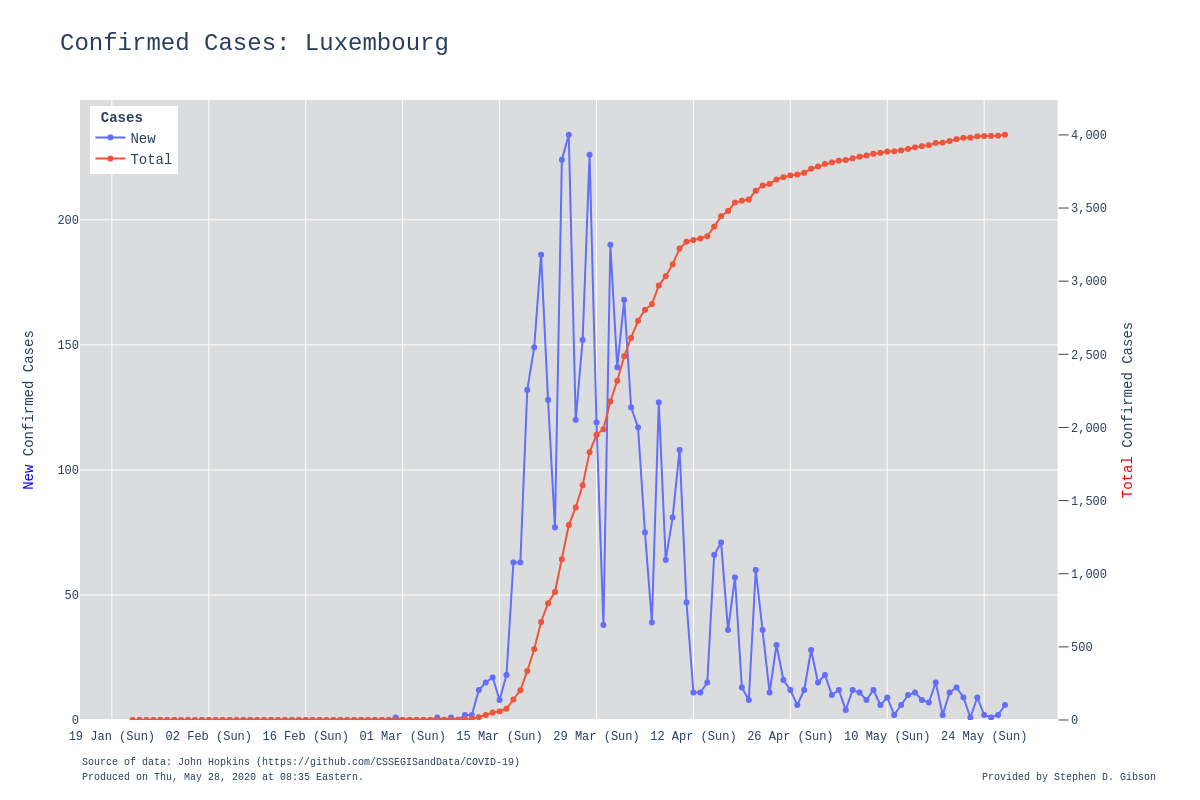 Confirmed Cases: Luxembourg
Cases
New
Total
200
150
100
50
0
4,000
3,500
3,000
2,500
2,000
1,500
1,000
500
0
New Confirmed Cases
Total Confirmed Cases
19 Jan (Sun) 02 Feb (Sun) 16 Feb (Sun) 01 Mar (Sun) 15 Mar (Sun) 29 Mar (Sun) 12 Apr (Sun) 26 Apr (Sun) 10 May (Sun) 24 May (Sun)
Source of data: John Hopkins (https://github.com/CSSEGISandData/COVID-19)
Produced on Thu, May 28, 2020 at 08:35 Eastern.
Provided by Stephen D. Gibson